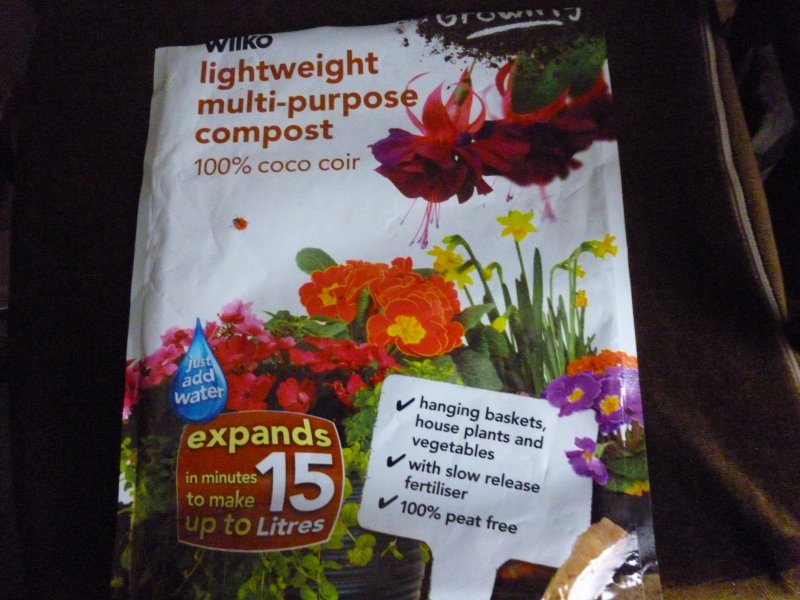 Growing
wilko
lightweight
multi-purpose
compost
100% coco coir
just
add
water
expands
in minutes
to make
up to 15 Litres
hanging baskets,
house plants and
vegetables
with slow release
fertiliser
100% peat free